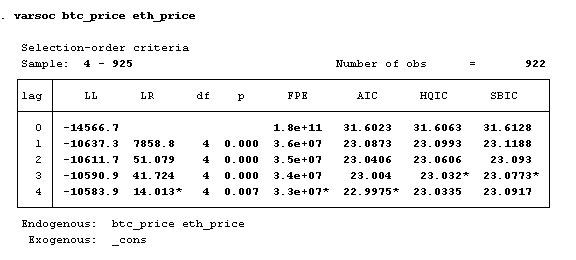 . varsoc btc_price eth_price
Selection-order criteria
Sample: 4 - 925 Number of obs = 922
lag LL LR df p FPE AIC HQIC SBIC
0 -14566.7 1.8e+11 31.6023 31.6063 31.6128
1 -10637.3 7858.8 4 0.000 3.6e+07 23.0873 23.0993 23.1188
2 -10611.7 51.079 4 0.000 3.5e+07 23.0406 23.0606 23.093
3 -10590.9 41.724 4 0.000 3.4e+07 23.004 23.032* 23.0773*
4 -10583.9 14.013* 4 0.007 3.3e+07* 22.9975* 23.0335 23.0917
Endogenous: btc_price eth_price
Exogenous: _cons